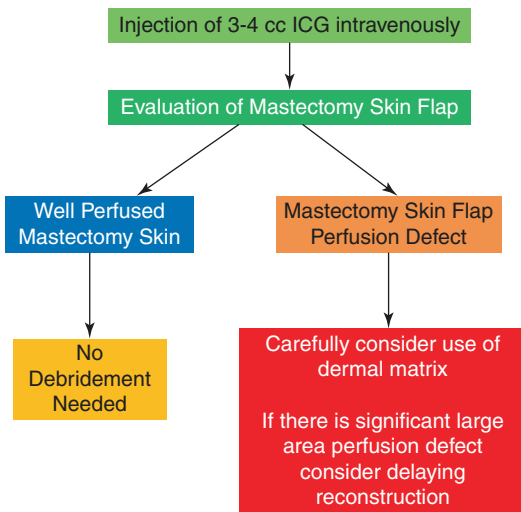 Injection of 3-4 cc ICG intravenously
Evaluation of Mastectomy Skin Flap
Well Perfused
Mastectomy Skin
Mastectomy Skin Flap
Perfusion Defect
No
Debridement
Needed
Carefully consider use of
dermal matrix
If there is significant large
area perfusion defect
consider delaying
reconstruction